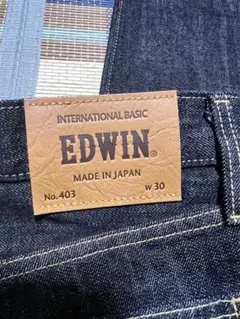 INTERNATIONAL BASIC
EDWIN®
MADE IN JAPAN
No. 403 W 30